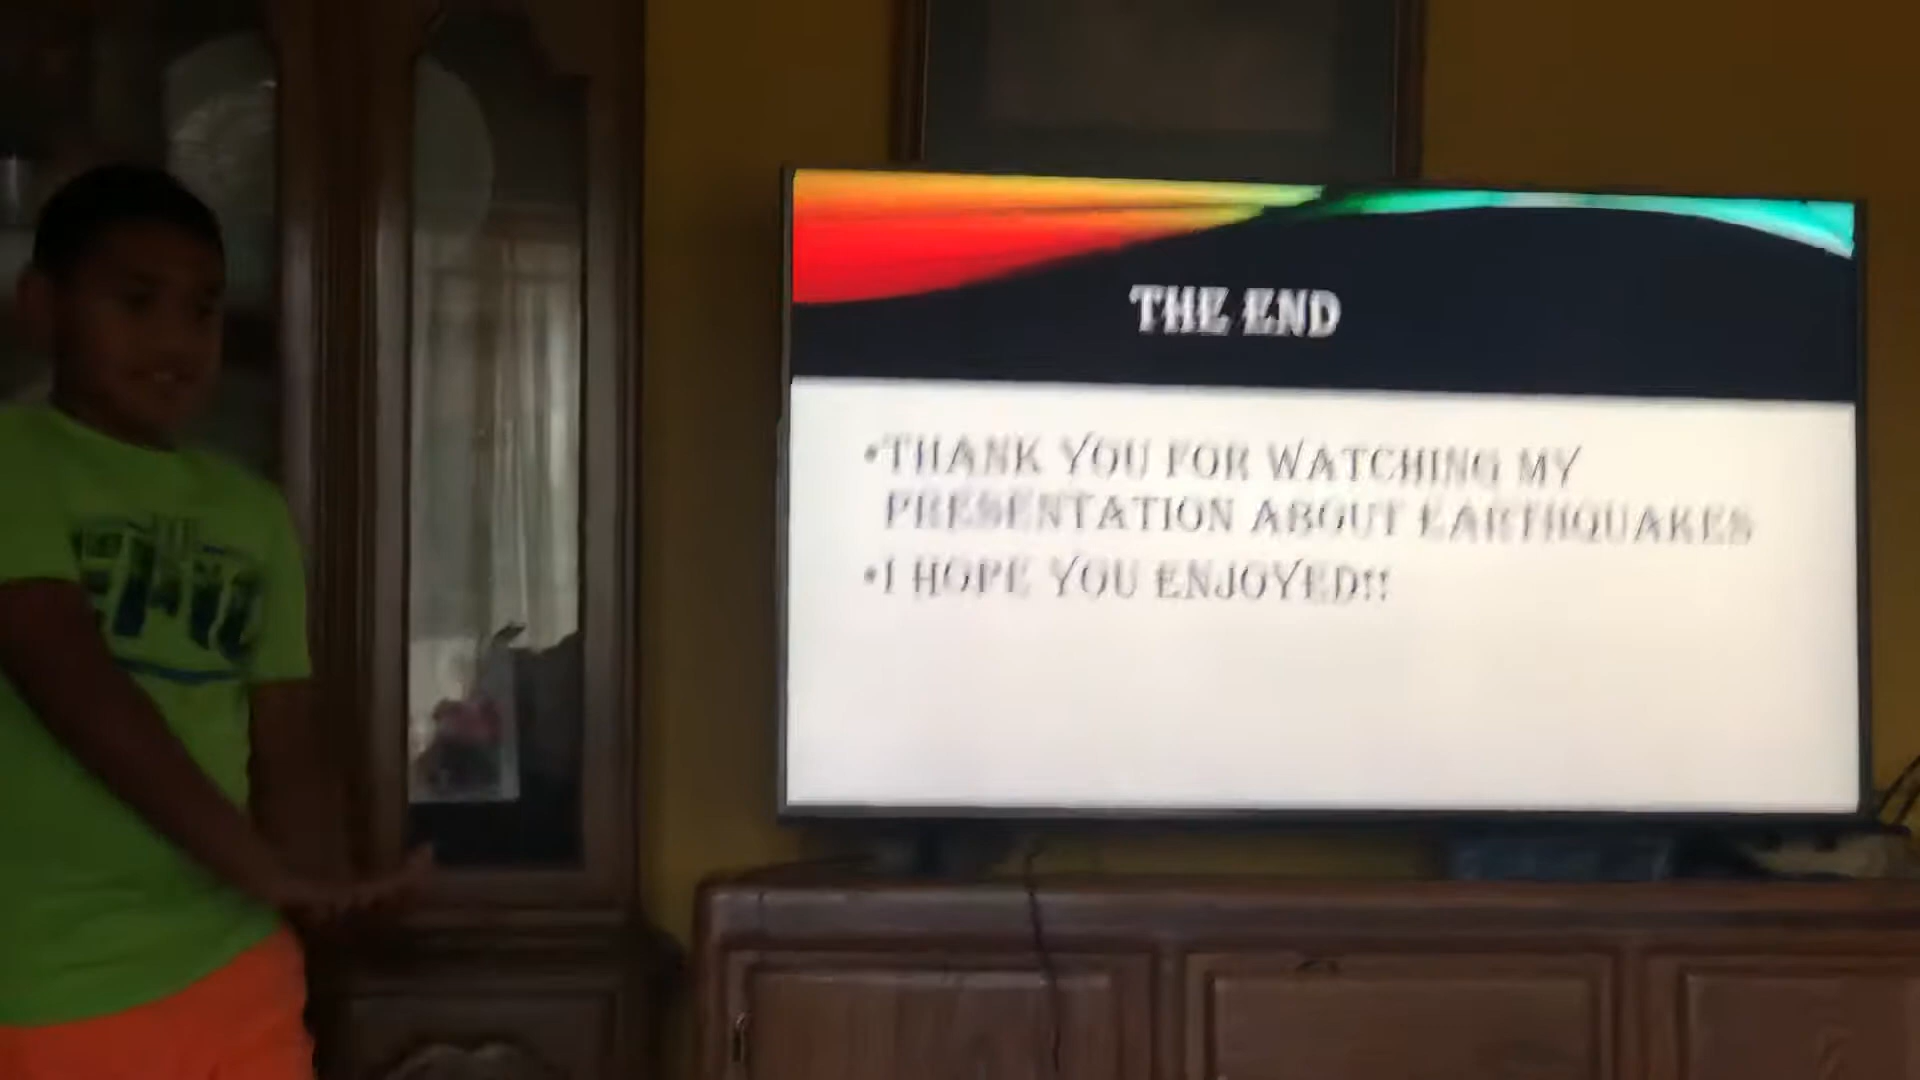 THE END
•THANK YOU FOR WATCHING MY
PRESENTATION ABOUT EARTHQUAKES
•I HOPE YOU ENJOYED!!